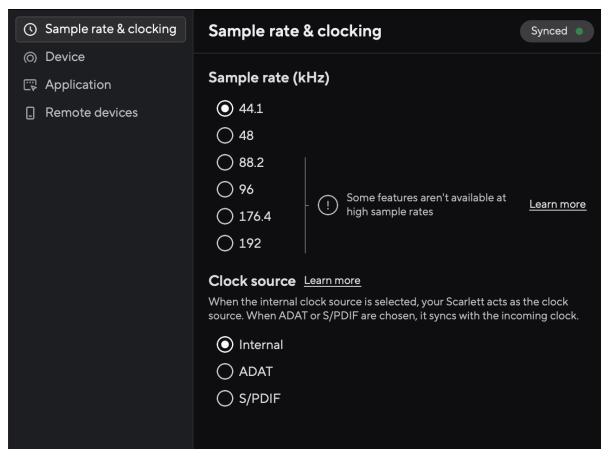 Sample rate & clocking
Device
Application
Remote devices
Sample rate & clocking
Synced
Sample rate (kHz)
44.1
48
88.2
96
176.4
192
Some features aren't available at
high sample rates
Learn more
Clock source Learn more
When the internal clock source is selected, your Scarlett acts as the clock
source. When ADAT or S/PDIF are chosen, it syncs with the incoming clock.
Internal
ADAT
S/PDIF